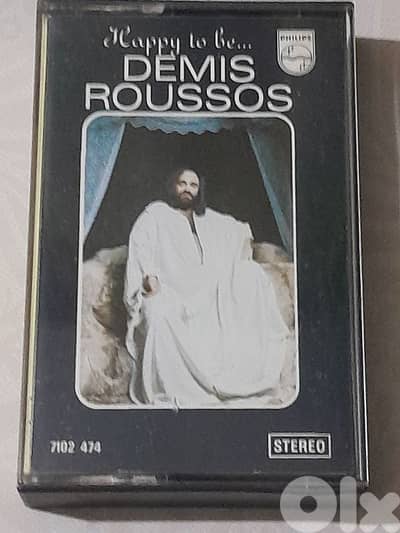 Happy to be...
PHILIPS
DEMIS
ROUSSOS
7102 474
STEREO
OLX